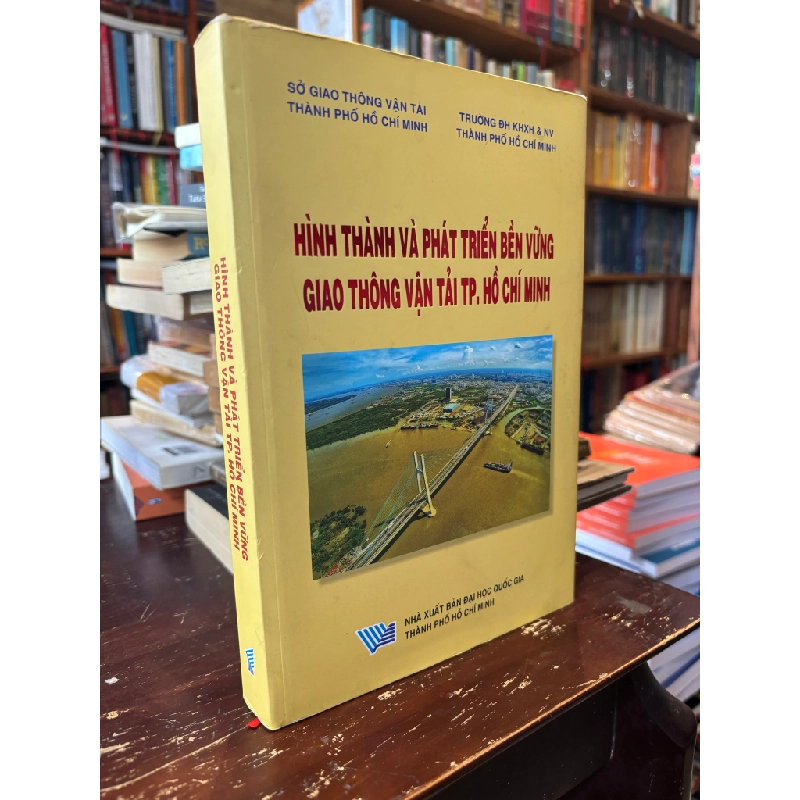 SỞ GIAO THÔNG VẬN TẢI
THÀNH PHỐ HỒ CHÍ MINH
TRƯỜNG ĐH KHXH & NV
THÀNH PHỐ HỒ CHÍ MINH
HÌNH THÀNH VÀ PHÁT TRIỂN BỀN VỮNG
GIAO THÔNG VẬN TẢI TP. HỒ CHÍ MINH
NHÀ XUẤT BẢN ĐẠI HỌC QUỐC GIA
THÀNH PHỐ HỒ CHÍ MINH
HÌNH THÀNH VÀ PHÁT TRIỂN BỀN VỮNG
GIAO THÔNG VẬN TẢI TP. HỒ CHÍ MINH